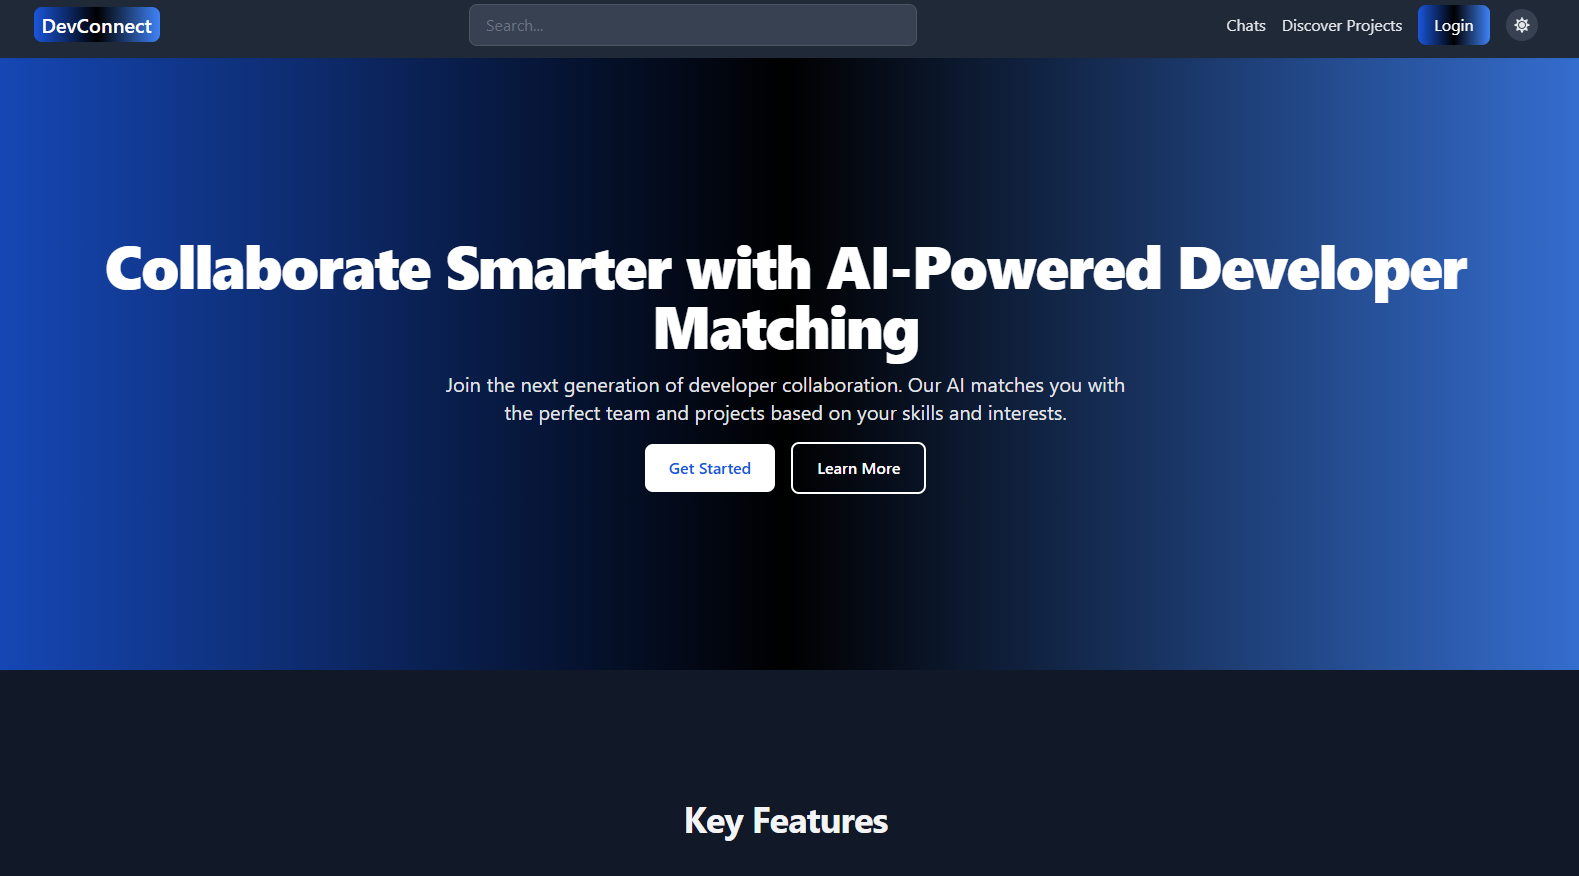 DevConnect
Search...
Chats
Discover Projects
Login
Collaborate Smarter with AI-Powered Developer
Matching
Join the next generation of developer collaboration. Our AI matches you with
the perfect team and projects based on your skills and interests.
Get Started
Learn More
Key Features